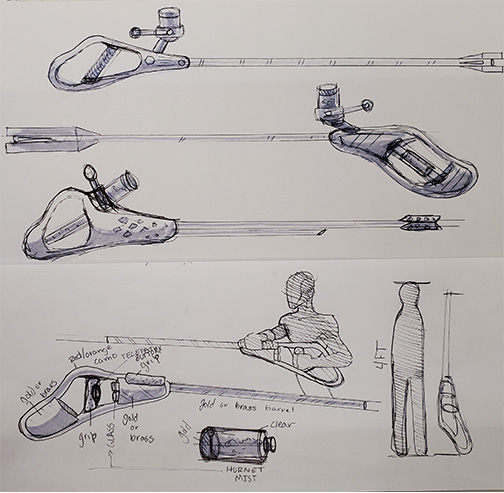 Red/orange
camo
grip
gold or
brass
grip
GLASS
gold
or
brass
gold or brass barrel
gold
clear
HORNET
MIST
4FT